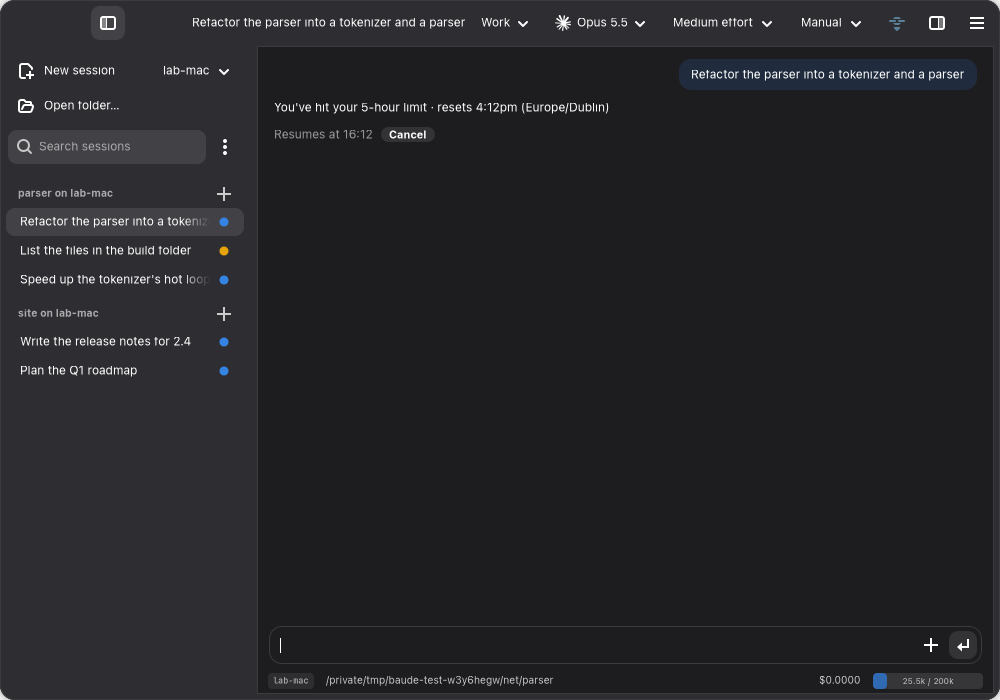 Refactor the parser into a tokenizer and a parser
Work
Opus 5.5
Medium effort
Manual
New session
lab-mac
Open folder...
Search sessions
parser on lab-mac
Refactor the parser into a tokeniz
List the files in the build folder
Speed up the tokenizer's hot loop
site on lab-mac
Write the release notes for 2.4
Plan the Q1 roadmap
Refactor the parser into a tokenizer and a parser
You've hit your 5-hour limit · resets 4:12pm (Europe/Dublin)
Resumes at 16:12 Cancel
lab-mac /private/tmp/baude-test-w3y6hegw/net/parser $0.0000 25.5k / 200k